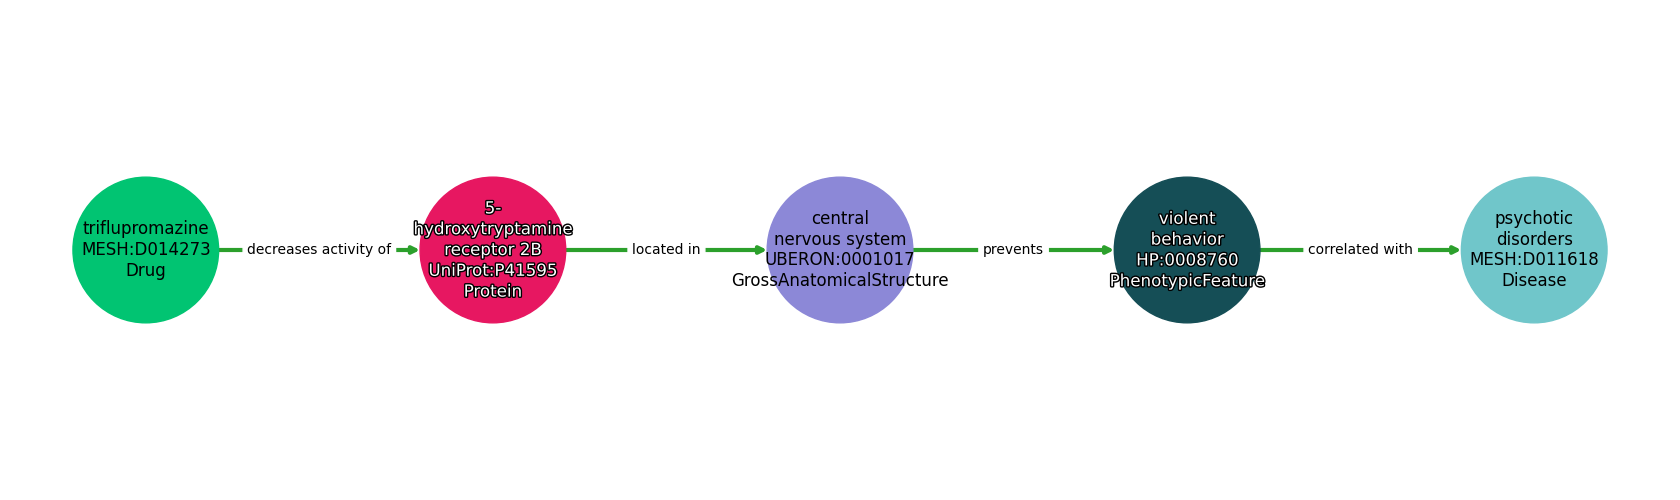 triflupromazine
MESH:D014273
Drug
decreases activity of
5-
hydroxytryptamine
receptor 2B
UniProt:P41595
Protein
located in
central
nervous system
UBERON:0001017
GrossAnatomicalStructure
prevents
violent
behavior
HP:0008760
PhenotypicFeature
correlated with
psychotic
disorders
MESH:D011618
Disease